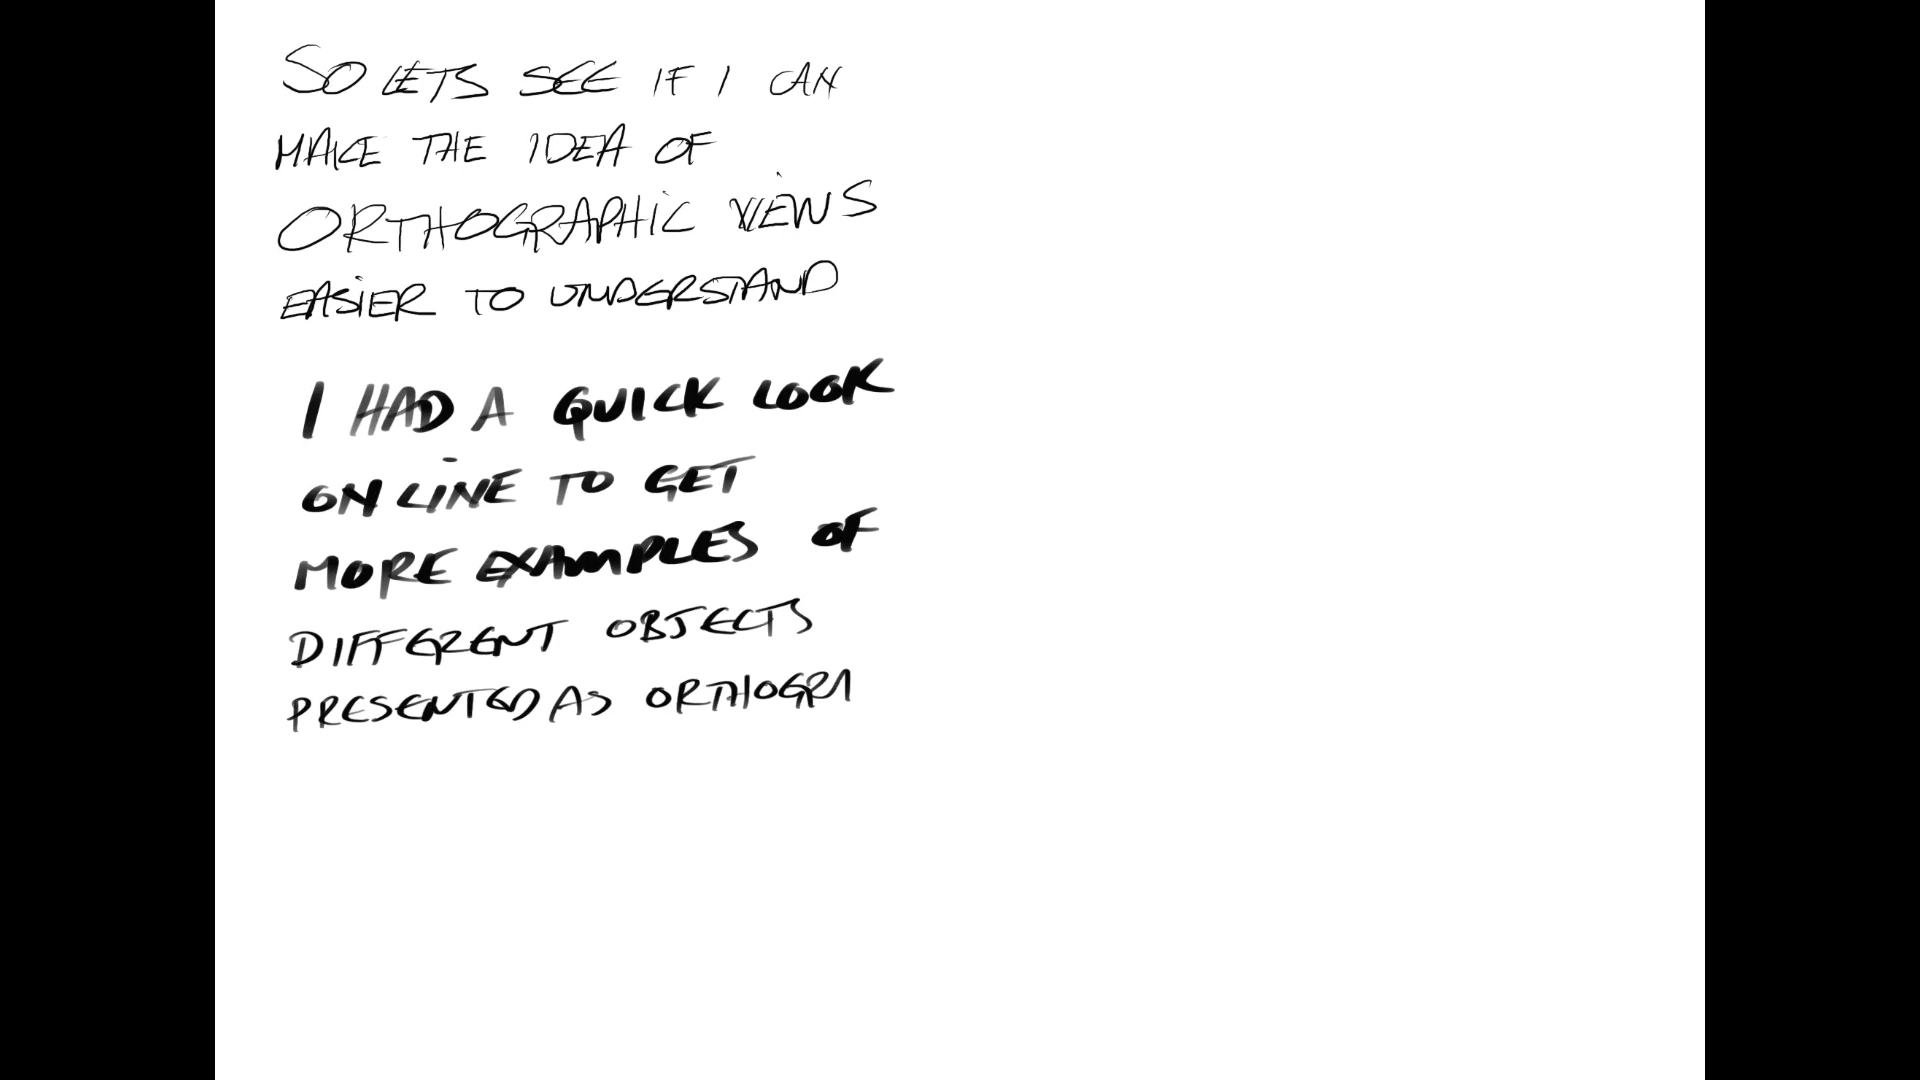 SO LETS SEE IF I CAN
MAKE THE IDEA OF
ORTHOGRAPHIC VIEWS
EASIER TO UNDERSTAND
I HAD A QUICK LOOK
ON LINE TO GET
MORE EXAMPLES OF
DIFFERENT OBJECTS
PRESENTED AS ORTHOGRA